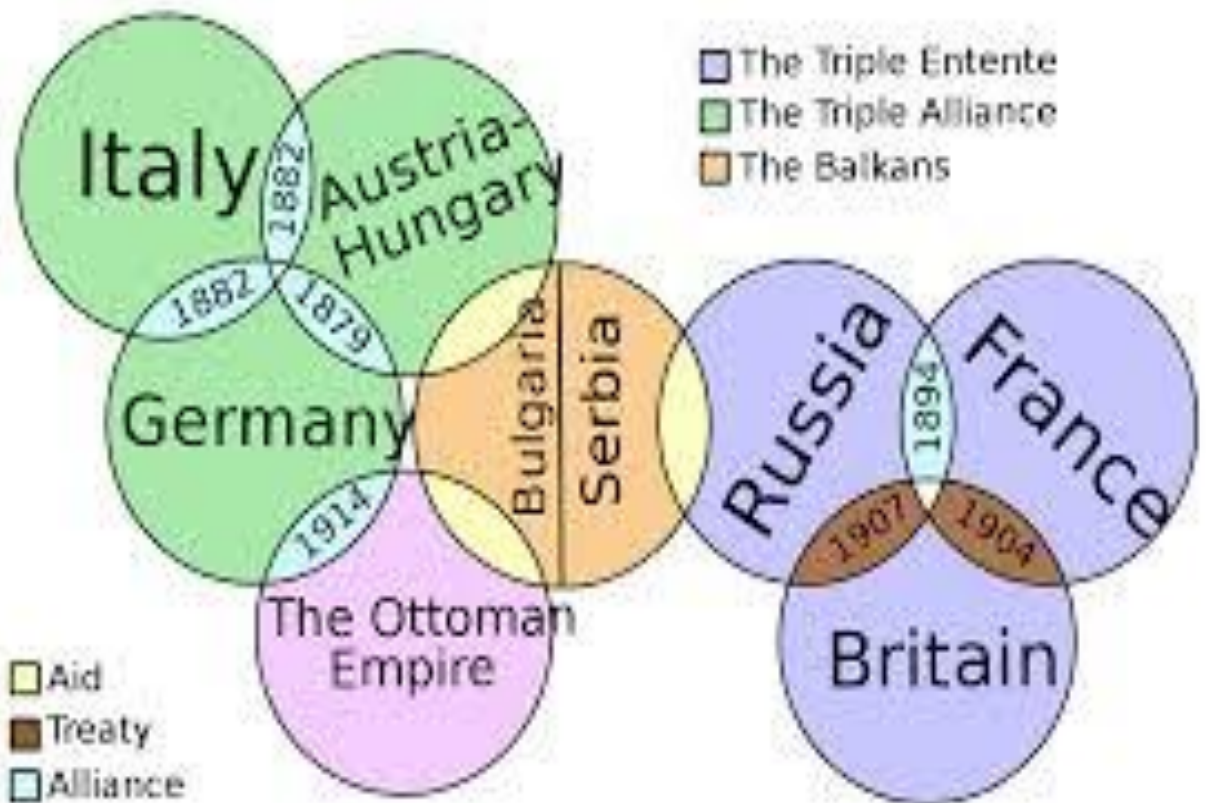 The Triple Entente
The Triple Alliance
The Balkans
Italy
1882
Austria-
Hungary
1882
1879
Germany
Bulgaria
Serbia
Russia
1894
France
1914
1907
1904
The Ottoman
Empire
Britain
Aid
Treaty
Alliance